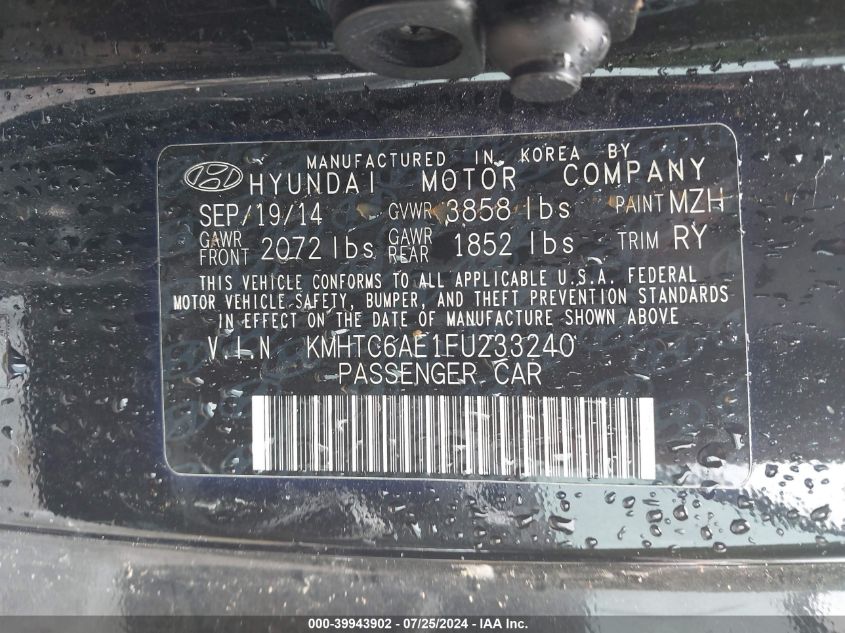 MANUFACTURED IN KOREA BY
HYUNDAI MOTOR COMPANY
SEP/19/14 GVWR 3858 lbs PAINT MZH
GAWR FRONT 2072 lbs GAWR REAR 1852 lbs TRIM RY
THIS VEHICLE CONFORMS TO ALL APPLICABLE U.S.A. FEDERAL
MOTOR VEHICLE SAFETY, BUMPER, AND THEFT PREVENTION STANDARDS
IN EFFECT ON THE DATE OF MANUFACTURE SHOWN ABOVE.
V I N KMHTC6AE1FU233240
PASSENGER CAR
000-39943902 - 07/25/2024 - IAA Inc.